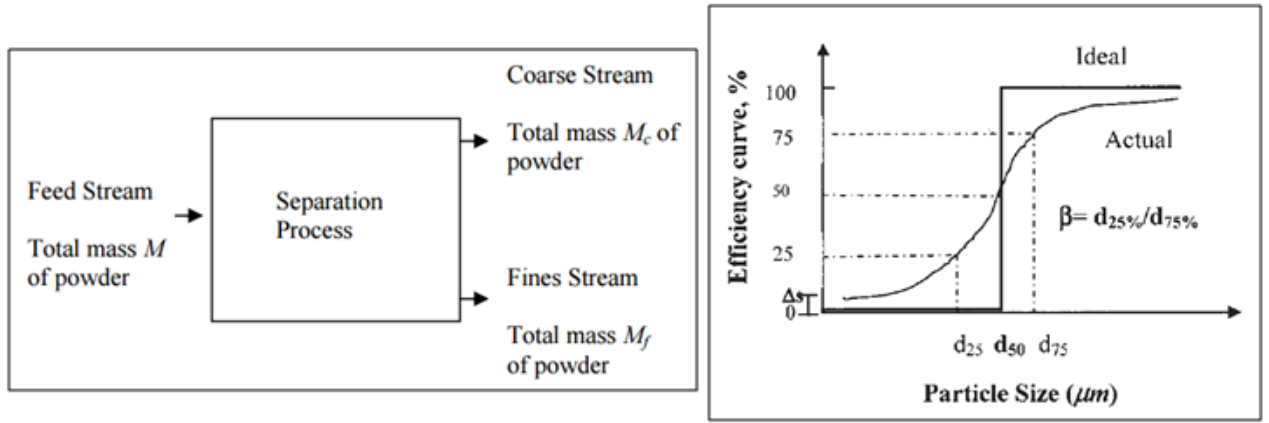 Coarse Stream
Total mass Mc of
powder
Feed Stream
Total mass M
of powder
Separation
Process
Fines Stream
Total mass Mf
of powder
Efficiency curve, %
100
75
50
25
Δs
0
Ideal
Actual
β= d25%/d75%
d25 d50 d75
Particle Size (μm)